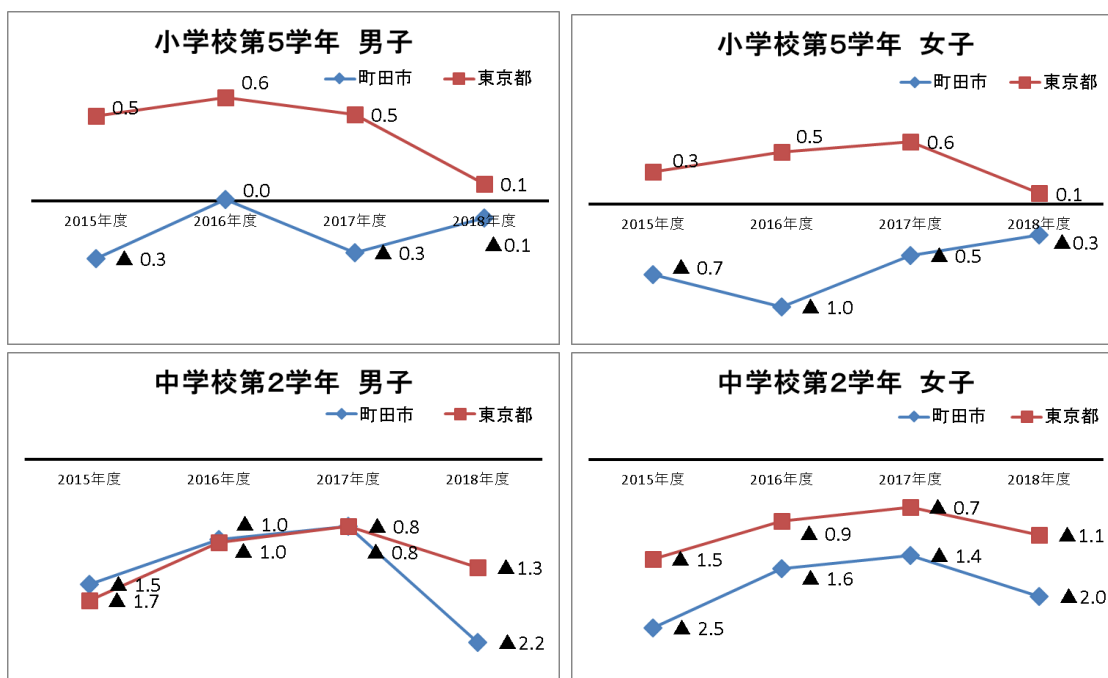 小学校第5学年 男子
町田市 東京都
0.5 0.6 0.5 0.1
0.0
2015年度 2016年度 2017年度 2018年度
▲ 0.3 ▲ 0.3 ▲0.1
小学校第5学年 女子
町田市 東京都
0.3 0.5 0.6 0.1
2015年度 2016年度 2017年度 2018年度
▲ 0.7 ▲ 1.0 ▲ 0.5 ▲0.3
中学校第2学年 男子
町田市 東京都
2015年度 2016年度 2017年度 2018年度
▲ 1.5 ▲ 1.0 ▲ 0.8 ▲2.2
▲ 1.7 ▲ 1.0 ▲ 0.8 ▲1.3
中学校第2学年 女子
町田市 東京都
2015年度 2016年度 2017年度 2018年度
▲ 1.5 ▲ 0.9 ▲ 0.7 ▲1.1
▲ 2.5 ▲ 1.6 ▲ 1.4 ▲2.0